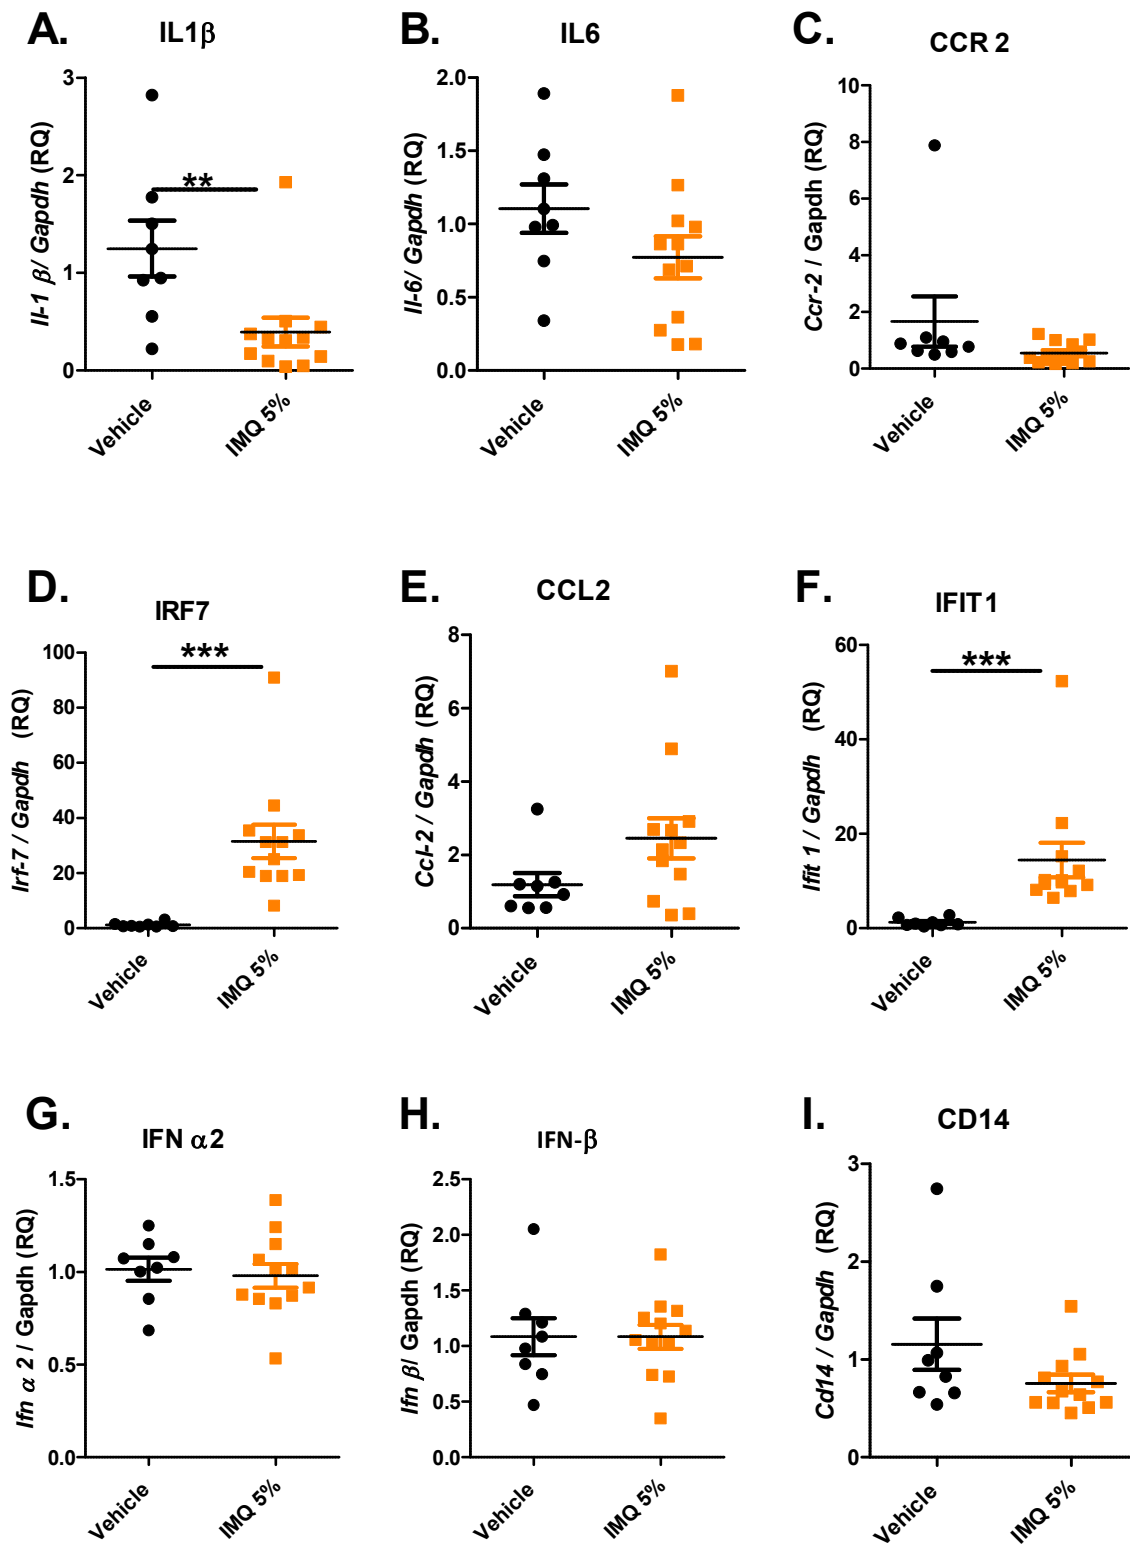 A.
IL1β
Il-1 β/ Gapdh (RQ)
3
2
1
0
**
Vehicle
IMQ 5%
B.
IL6
Il-6/ Gapdh (RQ)
2.0
1.5
1.0
0.5
0.0
Vehicle
IMQ 5%
C.
CCR 2
Ccr-2 / Gapdh (RQ)
10
8
6
4
2
0
Vehicle
IMQ 5%
D.
IRF7
Irf-7 / Gapdh (RQ)
100
80
60
40
20
0
***
Vehicle
IMQ 5%
E.
CCL2
Ccl-2 / Gapdh (RQ)
8
6
4
2
0
Vehicle
IMQ 5%
F.
IFIT1
Ifit 1 / Gapdh (RQ)
60
40
20
0
***
Vehicle
IMQ 5%
G.
IFN α2
Ifn α 2 / Gapdh (RQ)
1.5
1.0
0.5
0.0
Vehicle
IMQ 5%
H.
IFN-β
Ifn β/ Gapdh (RQ)
2.5
2.0
1.5
1.0
0.5
0.0
Vehicle
IMQ 5%
I.
CD14
Cd14 / Gapdh (RQ)
3
2
1
0
Vehicle
IMQ 5%